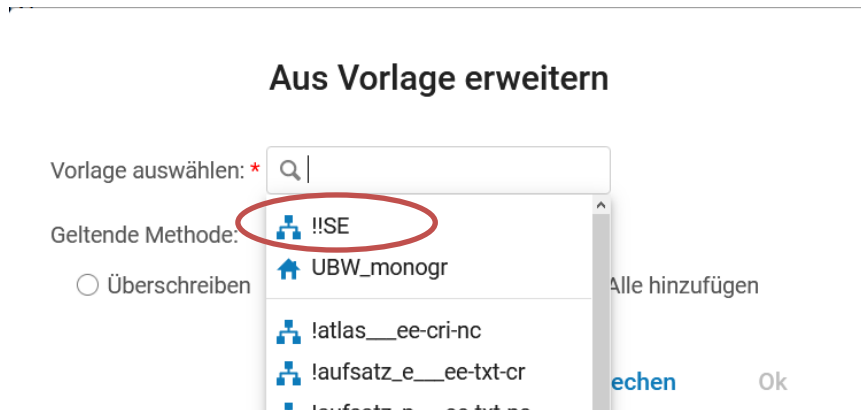 Aus Vorlage erweitern
Vorlage auswählen: *
Geltende Methode:
!!SE
UBW_monogr
Überschreiben
Alle hinzufügen
!atlas___ee-cri-nc
!aufsatz_e___ee-txt-cr
echen
Ok